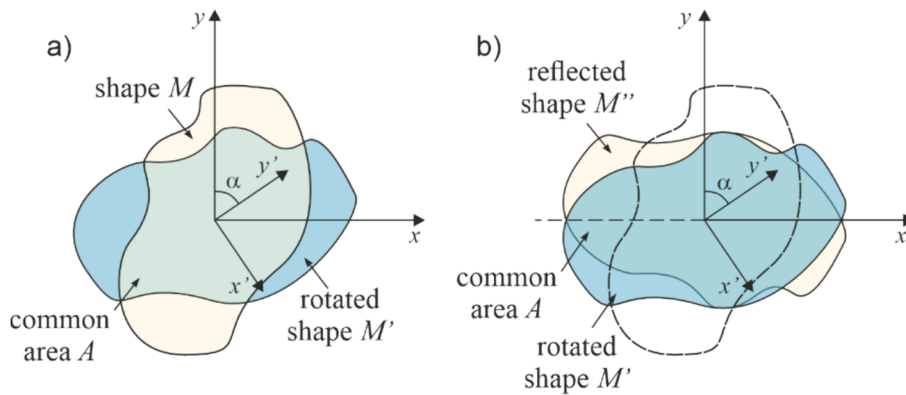 a)
y
shape M
α
y'
x
x'
common
area A
rotated
shape M'
b)
y
reflected
shape M"
α
y'
x
x'
common
area A
rotated
shape M'